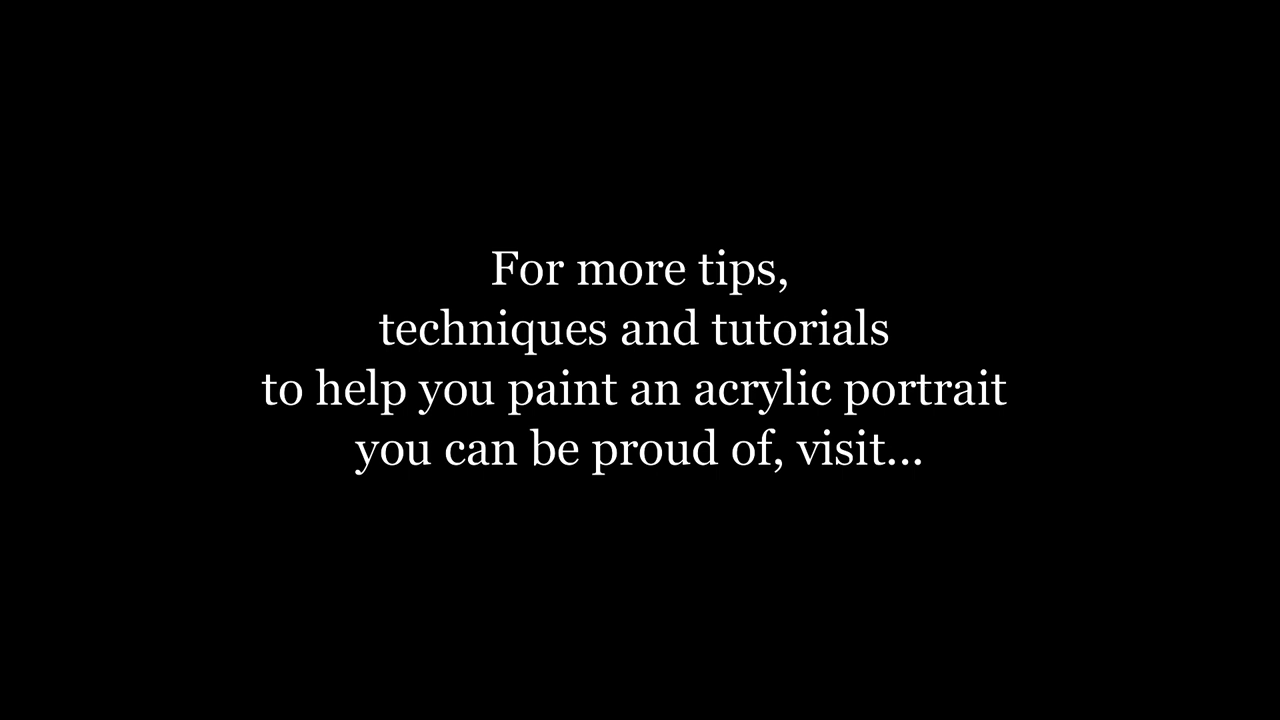 For more tips,
techniques and tutorials
to help you paint an acrylic portrait
you can be proud of, visit...